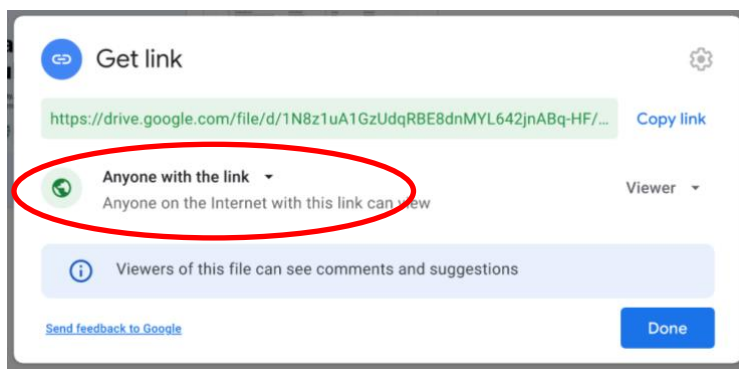 Get link
https://drive.google.com/file/d/1N8z1uA1GzUdqRBE8dnMYL642jnABq-HF/... Copy link
Anyone with the link
Anyone on the Internet with this link can view Viewer
Viewers of this file can see comments and suggestions
Send feedback to Google Done